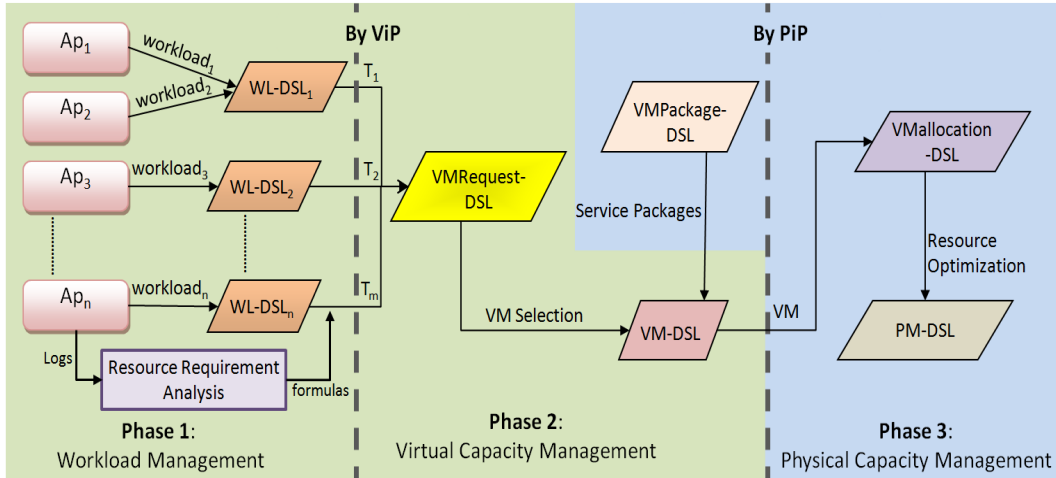 By ViP
By PiP
Ap₁
workload₁
Ap₂
workload₂
WL-DSL₁
T₁
Ap₃
workload₃
WL-DSL₂
T₂
Apₙ
workloadₙ
WL-DSLₙ
Tₘ
Logs
Resource Requirement
Analysis
formulas
VMRequest-
DSL
VM Selection
VMPackage-
DSL
Service Packages
VM-DSL
VM
VMallocation
-DSL
Resource
Optimization
PM-DSL
Phase 1:
Workload Management
Phase 2:
Virtual Capacity Management
Phase 3:
Physical Capacity Management